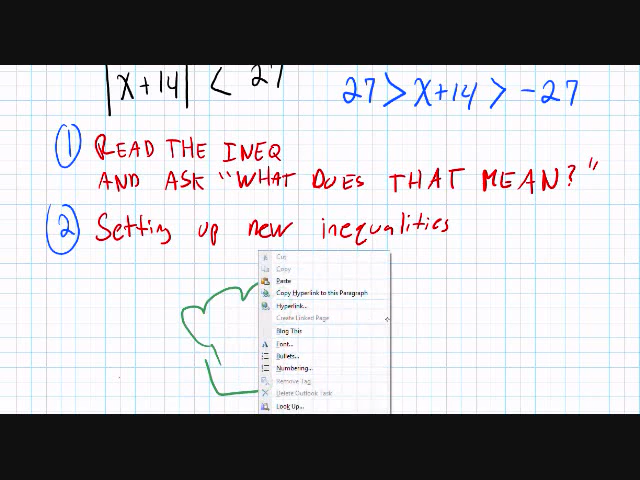 |x+14| < 27
27 > x+14 > -27
1 READ THE INEQ
AND ASK "WHAT DOES THAT MEAN?"
2 Setting up new inequalities
Cut
Copy
Paste
Copy Hyperlink to this Paragraph
Hyperlink...
Create Linked Page
Blog This
Font...
Bullets...
Numbering...
Remove Tag
Delete Outlook Task
Look Up...